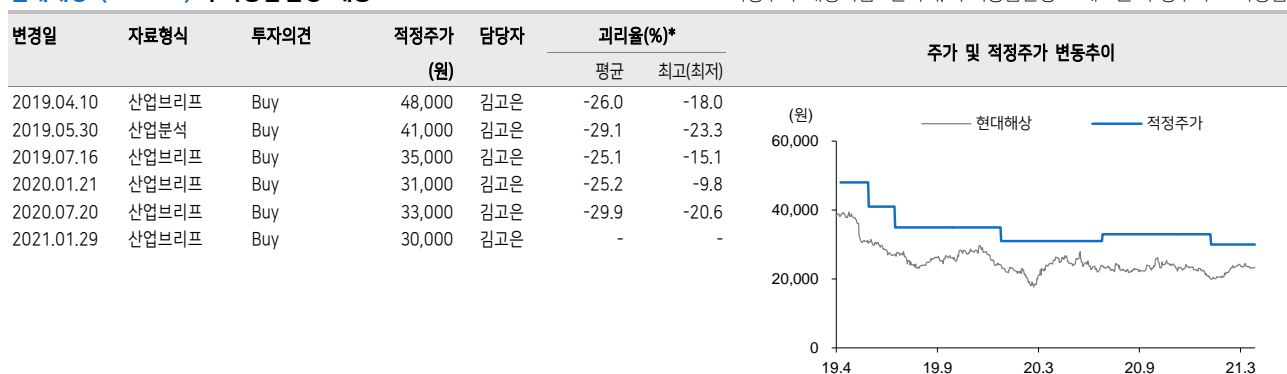 변경일 자료형식 투자의견 적정주가 담당자 괴리율(%)* 주가 및 적정주가 변동추이
(원) 평균 최고(최저)
2019.04.10 산업브리프 Buy 48,000 김고은 -26.0 -18.0
2019.05.30 산업분석 Buy 41,000 김고은 -29.1 -23.3
2019.07.16 산업브리프 Buy 35,000 김고은 -25.1 -15.1
2020.01.21 산업브리프 Buy 31,000 김고은 -25.2 -9.8
2020.07.20 산업브리프 Buy 33,000 김고은 -29.9 -20.6
2021.01.29 산업브리프 Buy 30,000 김고은 - -
(원) 현대해상 적정주가
60,000
40,000
20,000
0
19.4 19.9 20.3 20.9 21.3